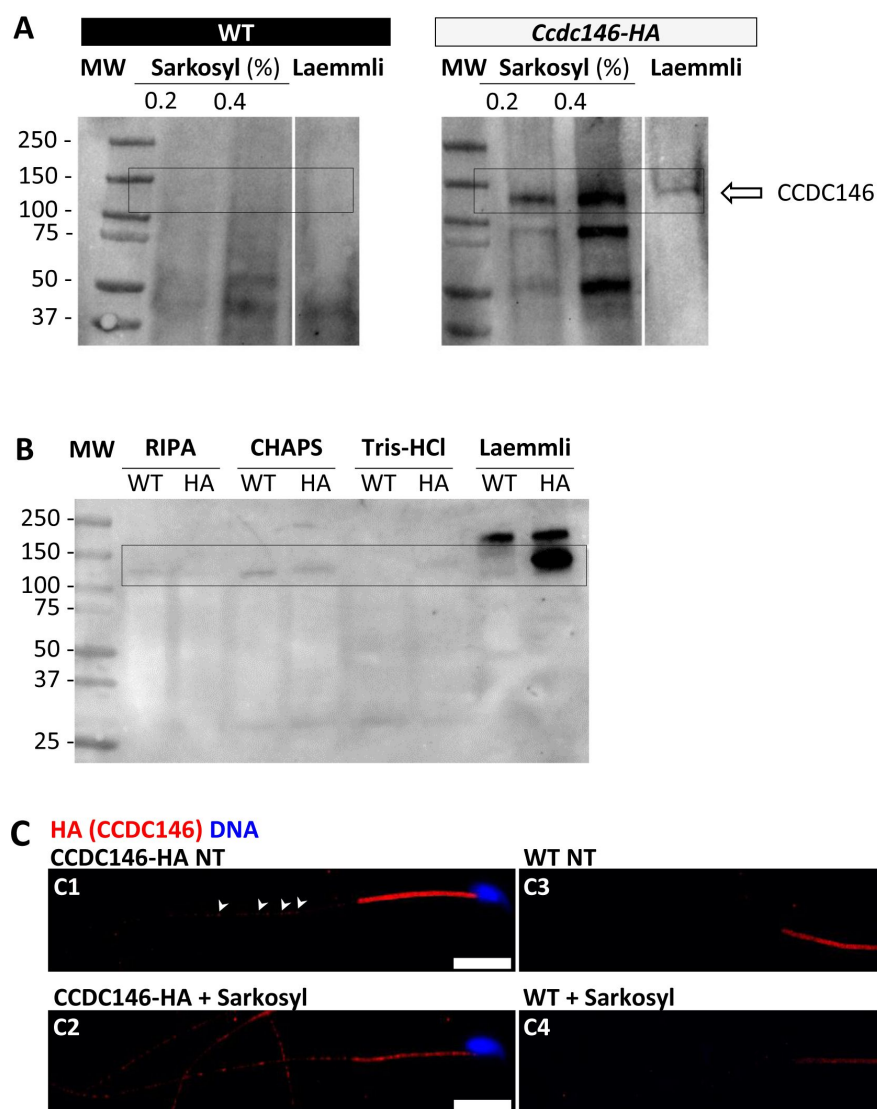 A
WT
Ccdc146-HA
MW Sarkosyl (%) Laemmli
0.2 0.4
MW Sarkosyl (%) Laemmli
0.2 0.4
250 -
150 -
100 -
75 -
50 -
37 -
CCDC146
B
MW RIPA CHAPS Tris-HCl Laemmli
WT HA WT HA WT HA WT HA
250 -
150 -
100 -
75 -
50 -
37 -
25 -
C HA (CCDC146) DNA
CCDC146-HA NT
C1
WT NT
C3
CCDC146-HA + Sarkosyl
C2
WT + Sarkosyl
C4